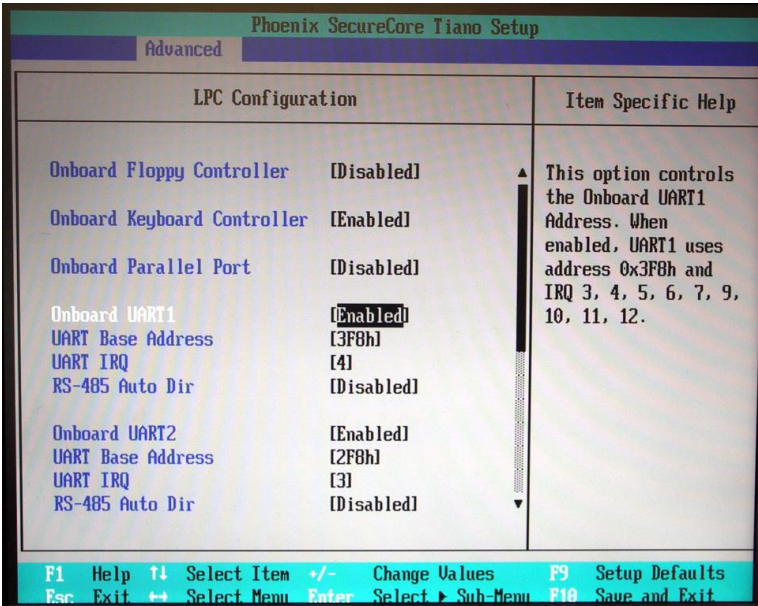 Phoenix SecureCore Tiano Setup
Advanced
LPC Configuration
Item Specific Help
Onboard Floppy Controller [Disabled]
Onboard Keyboard Controller [Enabled]
Onboard Parallel Port [Disabled]
Onboard UART1 [Enabled]
UART Base Address [3F8h]
UART IRQ [4]
RS-485 Auto Dir [Disabled]
Onboard UART2 [Enabled]
UART Base Address [2F8h]
UART IRQ [3]
RS-485 Auto Dir [Disabled]
This option controls
the Onboard UART1
Address. When
enabled, UART1 uses
address 0x3F8h and
IRQ 3, 4, 5, 6, 7, 9,
10, 11, 12.
F1 Help ↑↓ Select Item +/- Change Values F9 Setup Defaults
Esc Exit ↔ Select Menu Enter Select ▶ Sub-Menu F10 Save and Exit